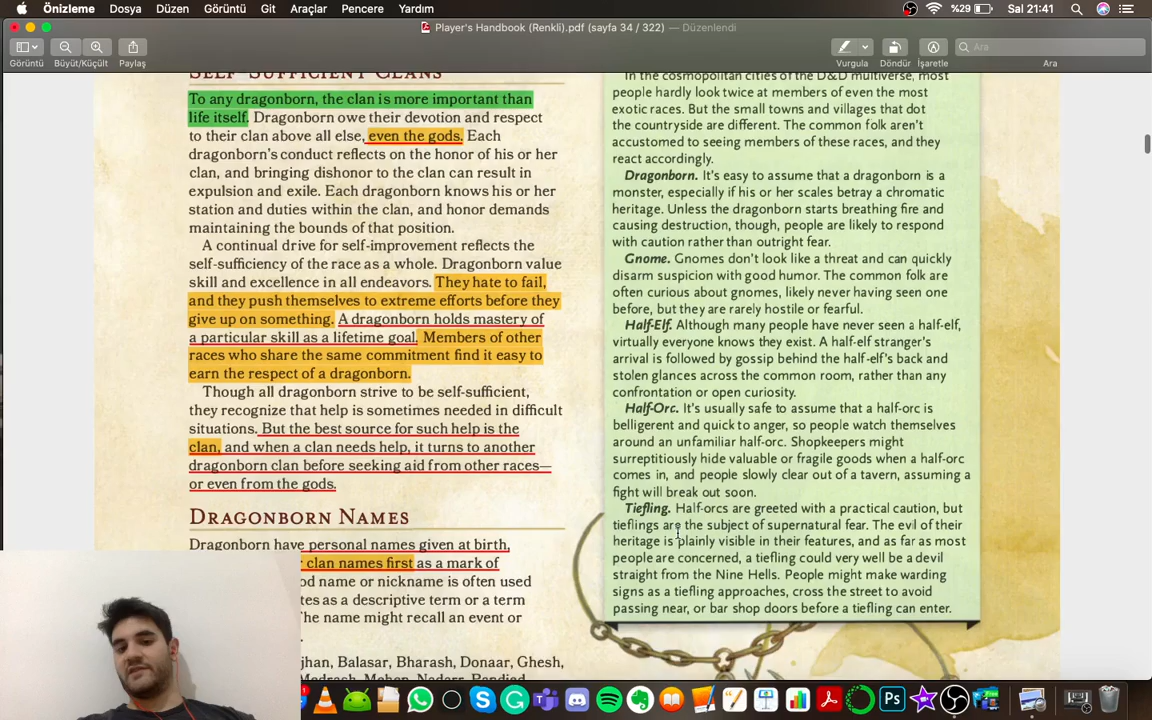 Önizleme Dosya Düzen Görüntü Git Araçlar Pencere Yardım
%29 Sal 21:41
Player's Handbook (Renkli).pdf (sayfa 34 / 322) — Düzenlendi
Görüntü Büyüt/Küçült Paylaş Vurgula Döndür İşaretle Ara
Ara
SELF-SUFFICIENT CLANS
To any dragonborn, the clan is more important than
life itself. Dragonborn owe their devotion and respect
to their clan above all else, even the gods. Each
dragonborn's conduct reflects on the honor of his or her
clan, and bringing dishonor to the clan can result in
expulsion and exile. Each dragonborn knows his or her
station and duties within the clan, and honor demands
maintaining the bounds of that position.
A continual drive for self-improvement reflects the
self-sufficiency of the race as a whole. Dragonborn value
skill and excellence in all endeavors. They hate to fail,
and they push themselves to extreme efforts before they
give up on something. A dragonborn holds mastery of
a particular skill as a lifetime goal. Members of other
races who share the same commitment find it easy to
earn the respect of a dragonborn.
Though all dragonborn strive to be self-sufficient,
they recognize that help is sometimes needed in difficult
situations. But the best source for such help is the
clan, and when a clan needs help, it turns to another
dragonborn clan before seeking aid from other races—
or even from the gods.
DRAGONBORN NAMES
Dragonborn have personal names given at birth,
r clan names first as a mark of
od name or nickname is often used
tes as a descriptive term or a term
The name might recall an event or
jhan, Balasar, Bharash, Donaar, Ghesh,
In the cosmopolitan cities of the D&D multiverse, most
people hardly look twice at members of even the most
exotic races. But the small towns and villages that dot
the countryside are different. The common folk aren't
accustomed to seeing members of these races, and they
react accordingly.
Dragonborn. It's easy to assume that a dragonborn is a
monster, especially if his or her scales betray a chromatic
heritage. Unless the dragonborn starts breathing fire and
causing destruction, though, people are likely to respond
with caution rather than outright fear.
Gnome. Gnomes don't look like a threat and can quickly
disarm suspicion with good humor. The common folk are
often curious about gnomes, likely never having seen one
before, but they are rarely hostile or fearful.
Half-Elf. Although many people have never seen a half-elf,
virtually everyone knows they exist. A half-elf stranger's
arrival is followed by gossip behind the half-elf's back and
stolen glances across the common room, rather than any
confrontation or open curiosity.
Half-Orc. It's usually safe to assume that a half-orc is
belligerent and quick to anger, so people watch themselves
around an unfamiliar half-orc. Shopkeepers might
surreptitiously hide valuable or fragile goods when a half-orc
comes in, and people slowly clear out of a tavern, assuming a
fight will break out soon.
Tiefling. Half-orcs are greeted with a practical caution, but
tieflings are the subject of supernatural fear. The evil of their
heritage is plainly visible in their features, and as far as most
people are concerned, a tiefling could very well be a devil
straight from the Nine Hells. People might make warding
signs as a tiefling approaches, cross the street to avoid
passing near, or bar shop doors before a tiefling can enter.